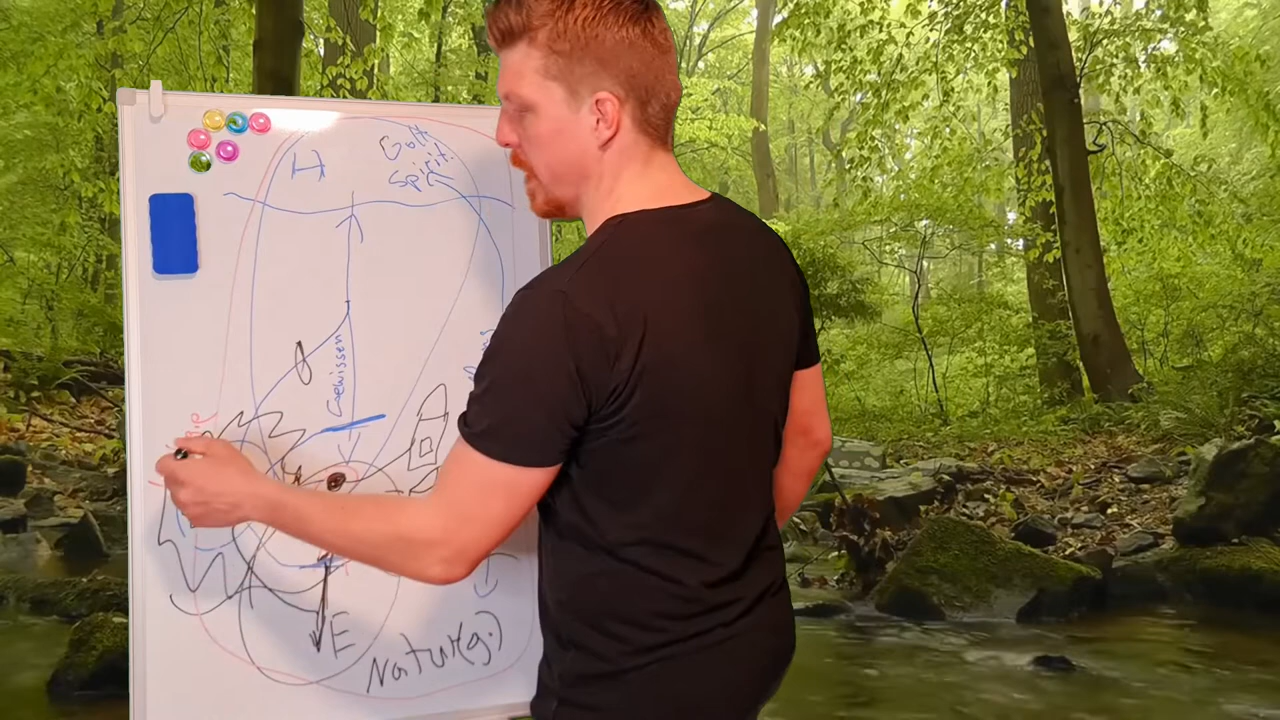 H
Gott
Spirit.
Gewissen
E
Natur(g.)